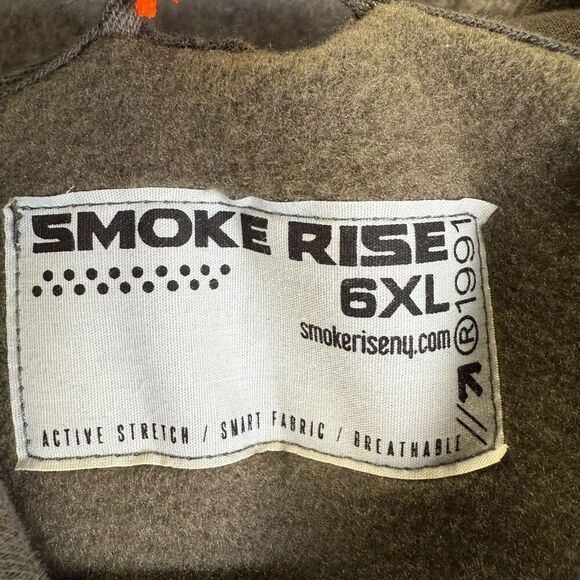 SMOKE RISE
6XL
smokeriseny.com
ACTIVE STRETCH / SMART FABRIC / BREATHABLE
//
®1991